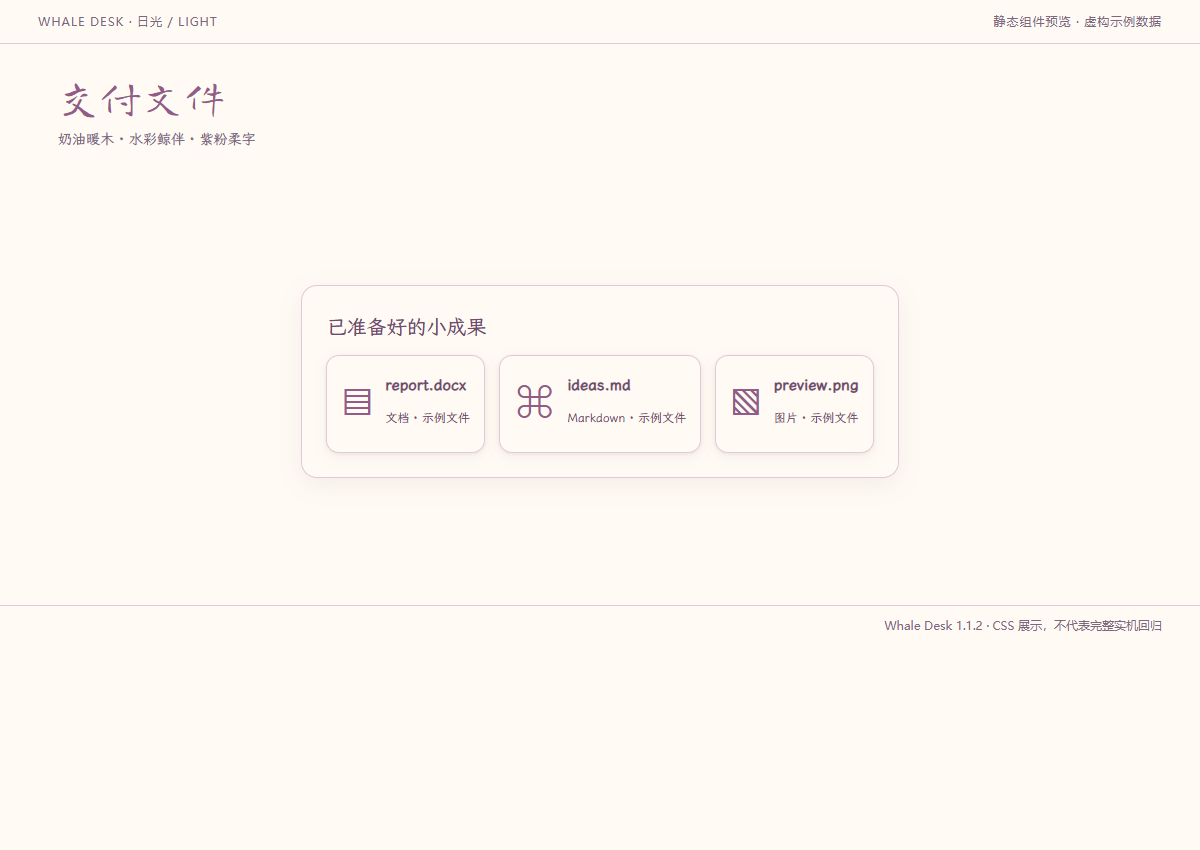 WHALE DESK · 日光 / LIGHT
静态组件预览 · 虚构示例数据
交付文件
奶油暖木 · 水彩鲸伴 · 紫粉柔字
已准备好的小成果
report.docx
文档 · 示例文件
ideas.md
Markdown · 示例文件
preview.png
图片 · 示例文件
Whale Desk 1.1.2 · CSS 展示，不代表完整实机回归